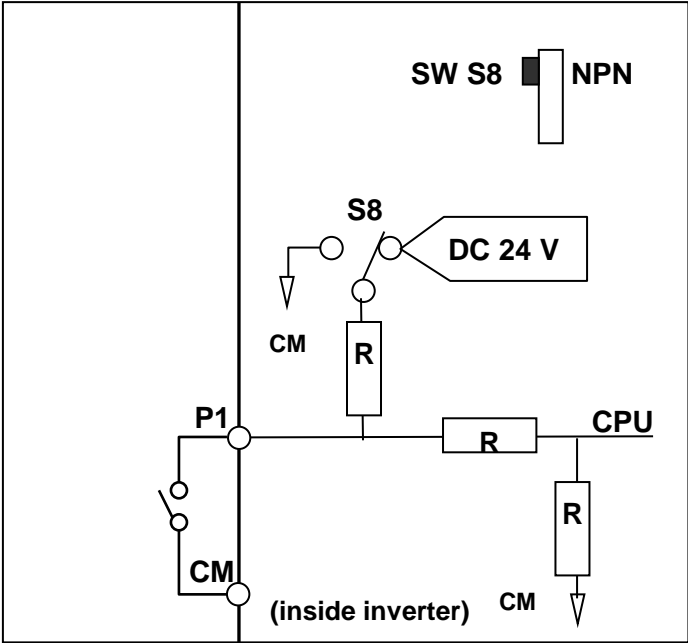 SW S8 NPN
S8
DC 24 V
CM
R
P1
R
CPU
R
CM
(inside inverter)
CM